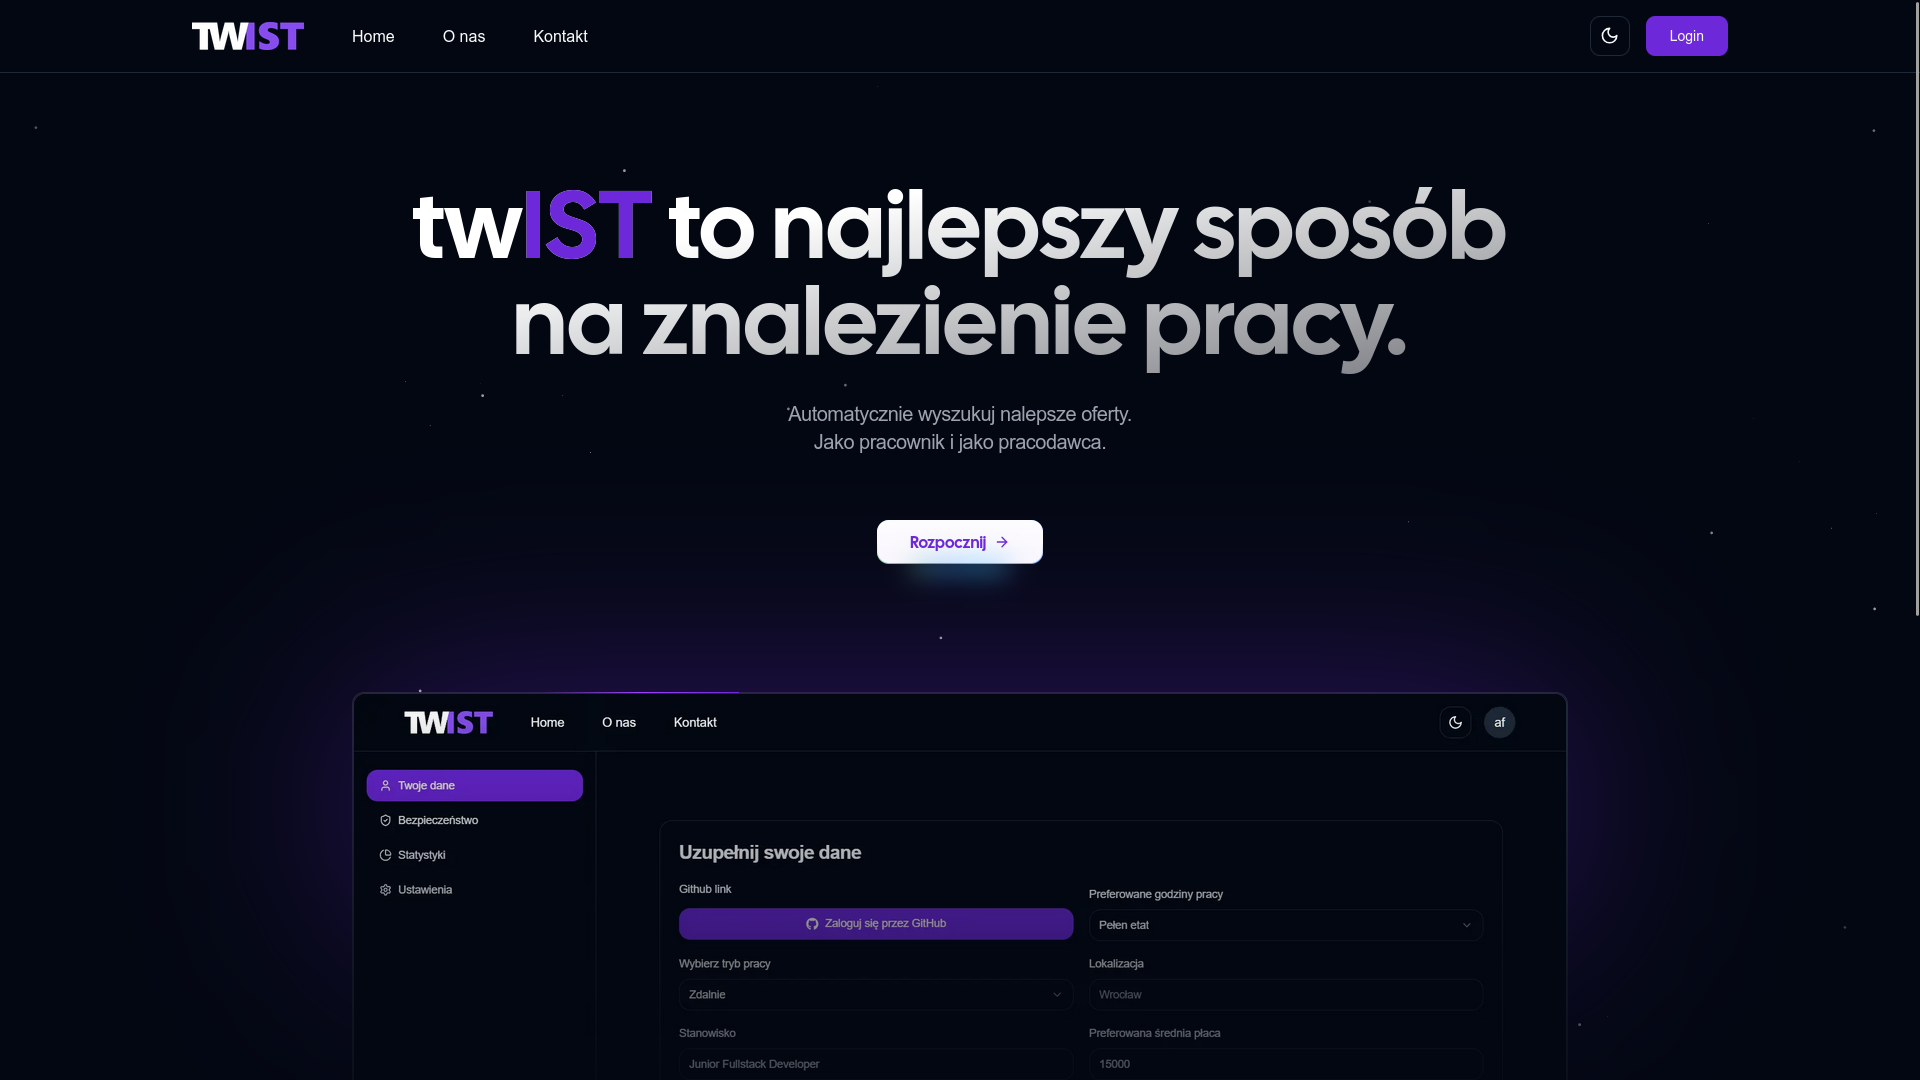 TWIST Home O nas Kontakt Login
twIST to najlepszy sposób
na znalezienie pracy.
Automatycznie wyszukuj nalepsze oferty.
Jako pracownik i jako pracodawca.
Rozpocznij
TWIST Home O nas Kontakt af
Twoje dane
Bezpieczeństwo
Statystyki
Ustawienia
Uzupełnij swoje dane
Github link
Zaloguj się przez GitHub
Preferowane godziny pracy
Pełen etat
Wybierz tryb pracy
Zdalnie
Lokalizacja
Wrocław
Stanowisko
Junior Fullstack Developer
Preferowana średnia płaca
15000